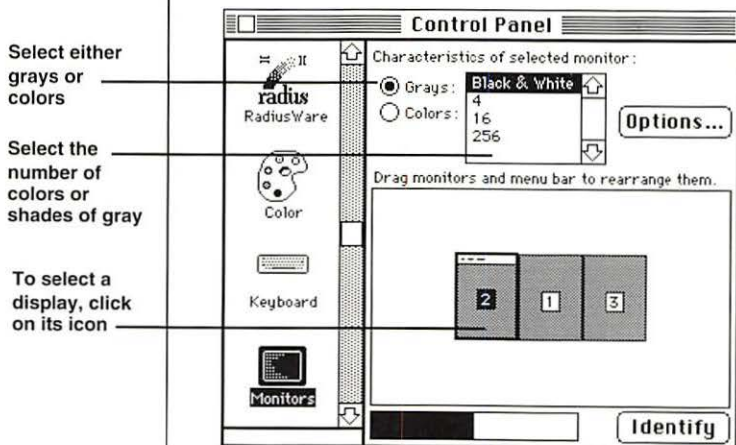 Control Panel
Select either
grays or
colors
Select the
number of
colors or
shades of gray
To select a
display, click
on its icon
radius
RadiusWare
Color
Keyboard
Monitors
Characteristics of selected monitor:
Grays:
Colors:
Black & White
4
16
256
Options...
Drag monitors and menu bar to rearrange them.
2
1
3
Identify